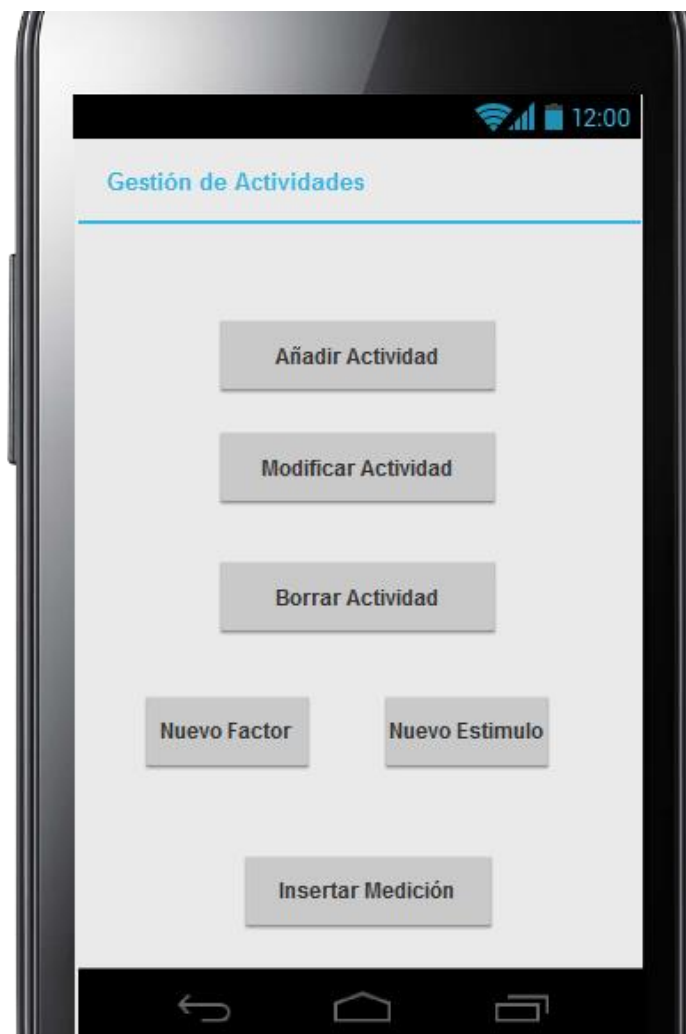 12:00
Gestión de Actividades
Añadir Actividad
Modificar Actividad
Borrar Actividad
Nuevo Factor Nuevo Estimulo
Insertar Medición